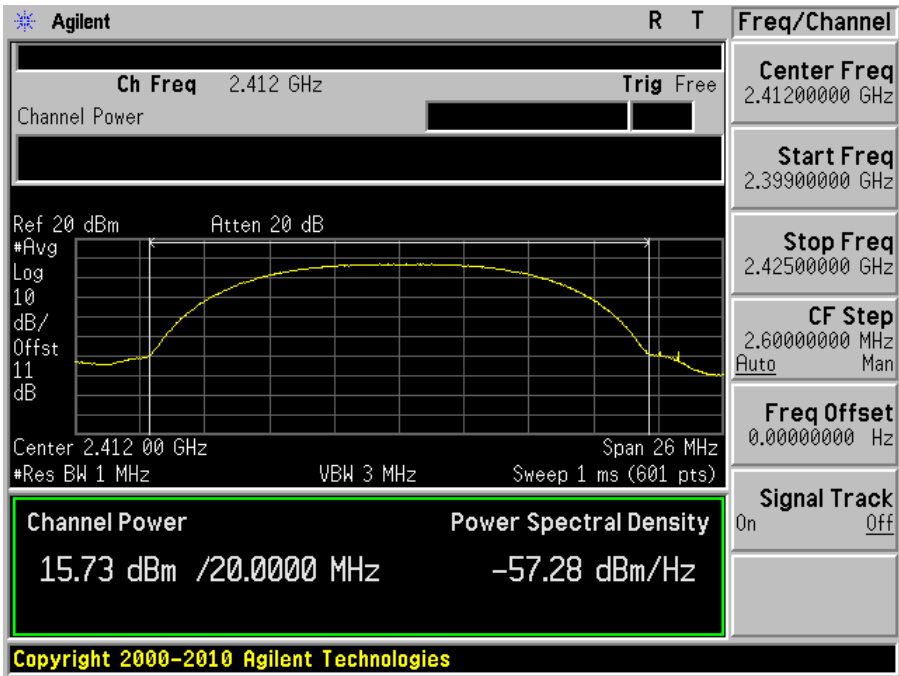 Agilent R T
Freq/Channel
Ch Freq 2.412 GHz Trig Free
Channel Power
Ref 20 dBm Atten 20 dB
#Avg
Log
10
dB/
Offst
11
dB
Center 2.412 00 GHz Span 26 MHz
#Res BW 1 MHz VBW 3 MHz Sweep 1 ms (601 pts)
Channel Power Power Spectral Density
15.73 dBm /20.0000 MHz -57.28 dBm/Hz
Copyright 2000-2010 Agilent Technologies
Center Freq
2.41200000 GHz
Start Freq
2.39900000 GHz
Stop Freq
2.42500000 GHz
CF Step
2.60000000 MHz
Auto Man
Freq Offset
0.00000000 Hz
Signal Track
On Off